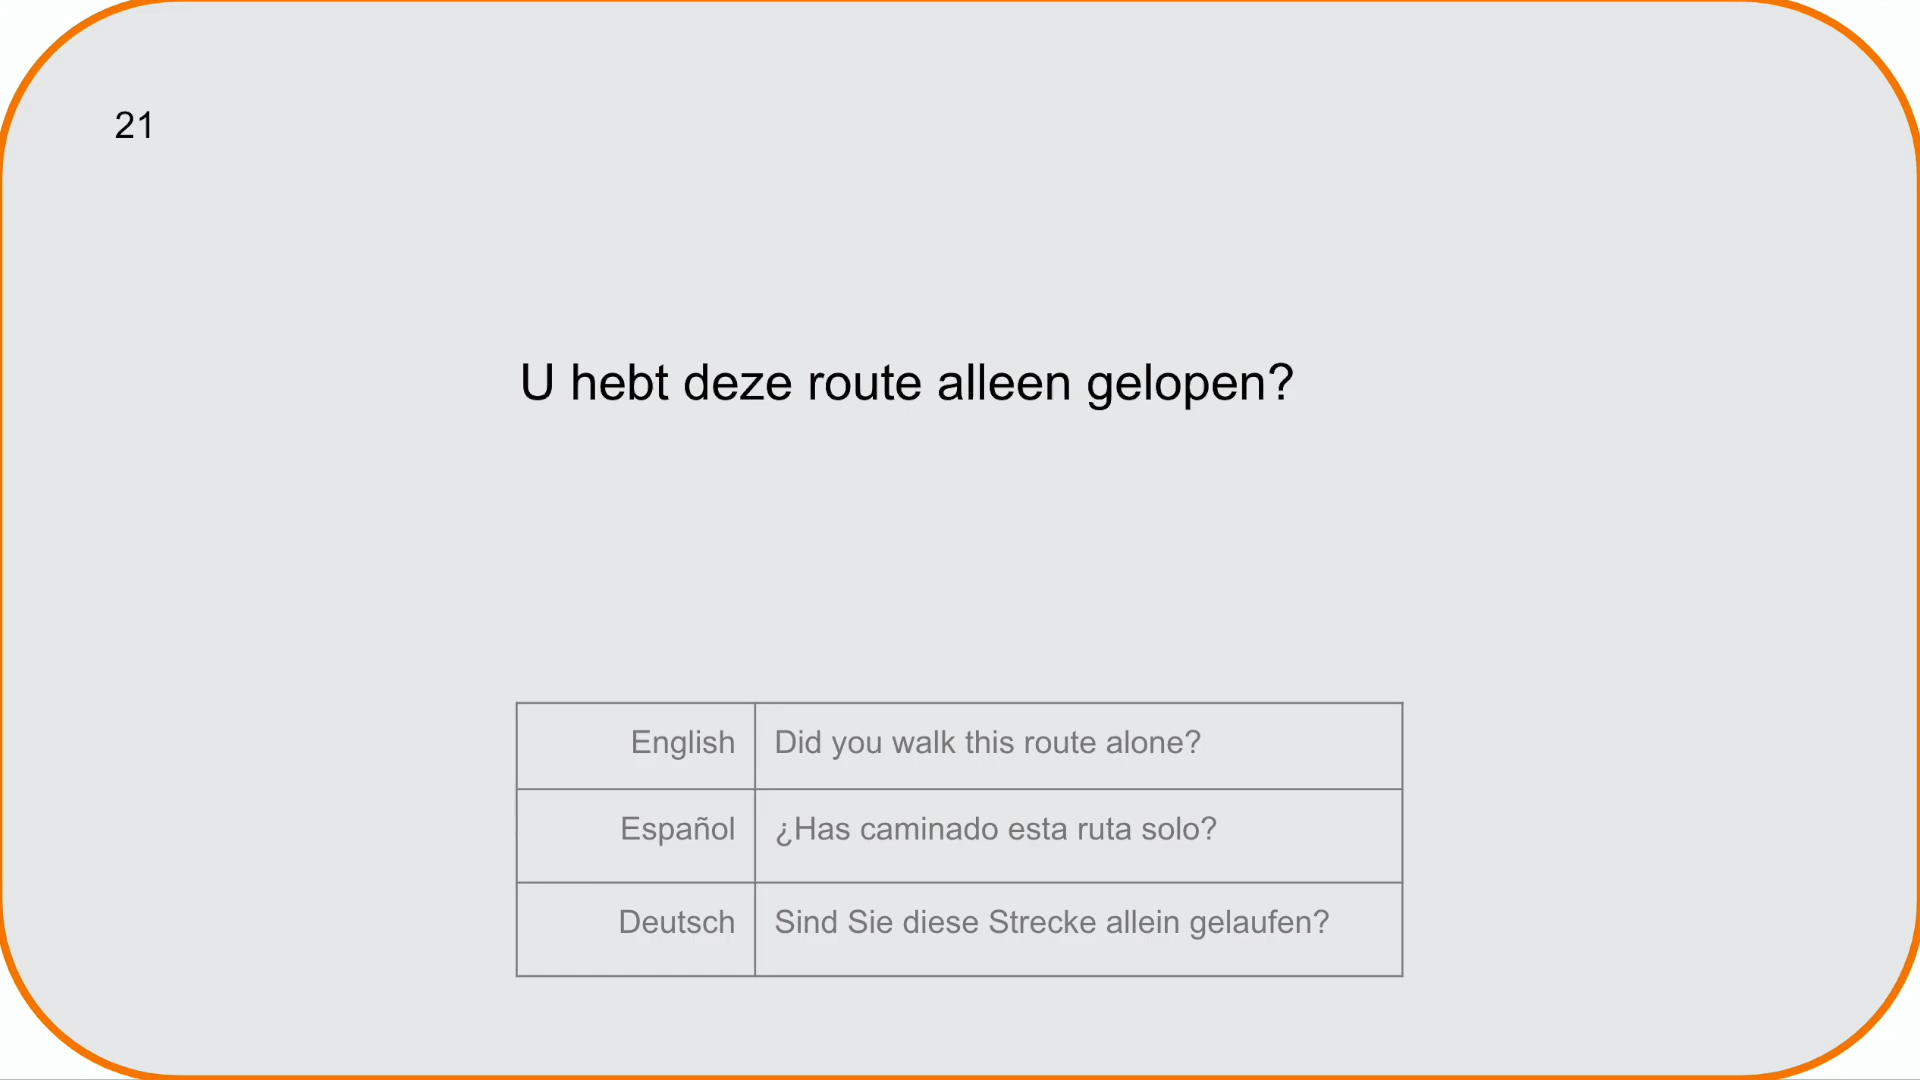 21
U hebt deze route alleen gelopen?
English Did you walk this route alone?
Español ¿Has caminado esta ruta solo?
Deutsch Sind Sie diese Strecke allein gelaufen?